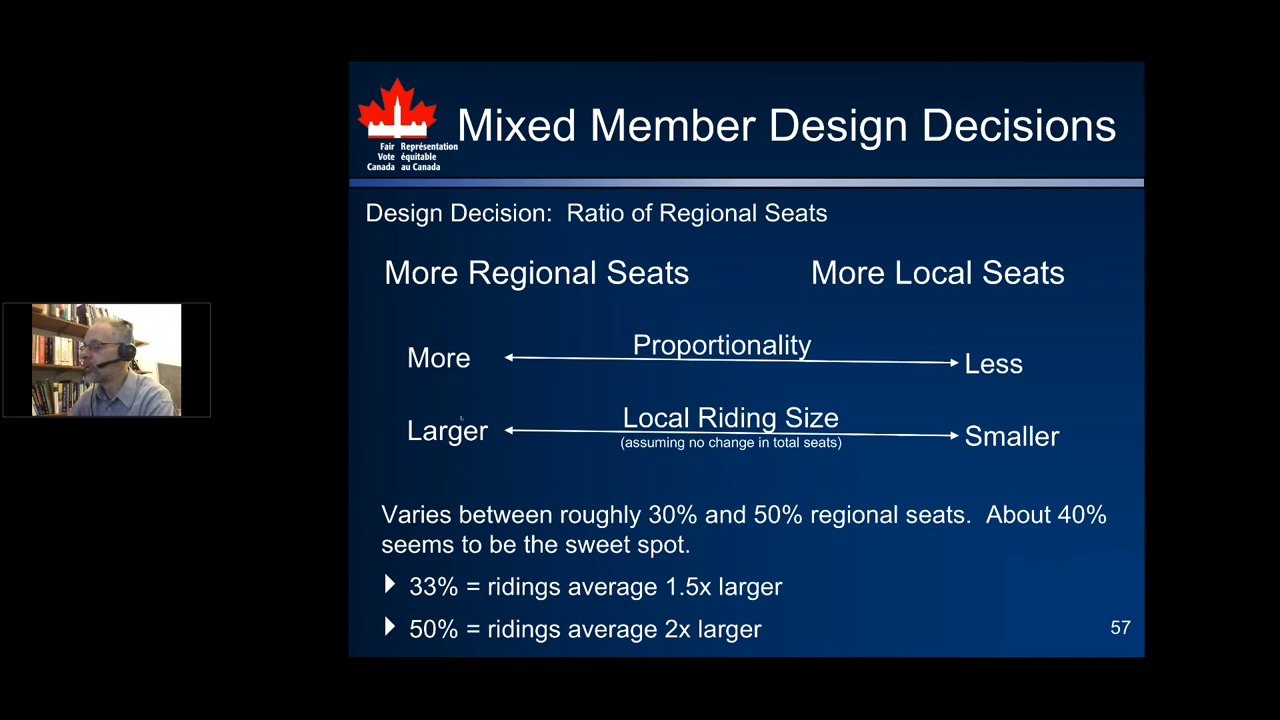 Mixed Member Design Decisions
Fair Représentation
Vote équitable
Canada au Canada
Design Decision:  Ratio of Regional Seats
More Regional Seats
More Local Seats
Proportionality
More
Less
Local Riding Size
Larger
(assuming no change in total seats)
Smaller
Varies between roughly 30% and 50% regional seats.  About 40%
seems to be the sweet spot.
33% = ridings average 1.5x larger
50% = ridings average 2x larger
57